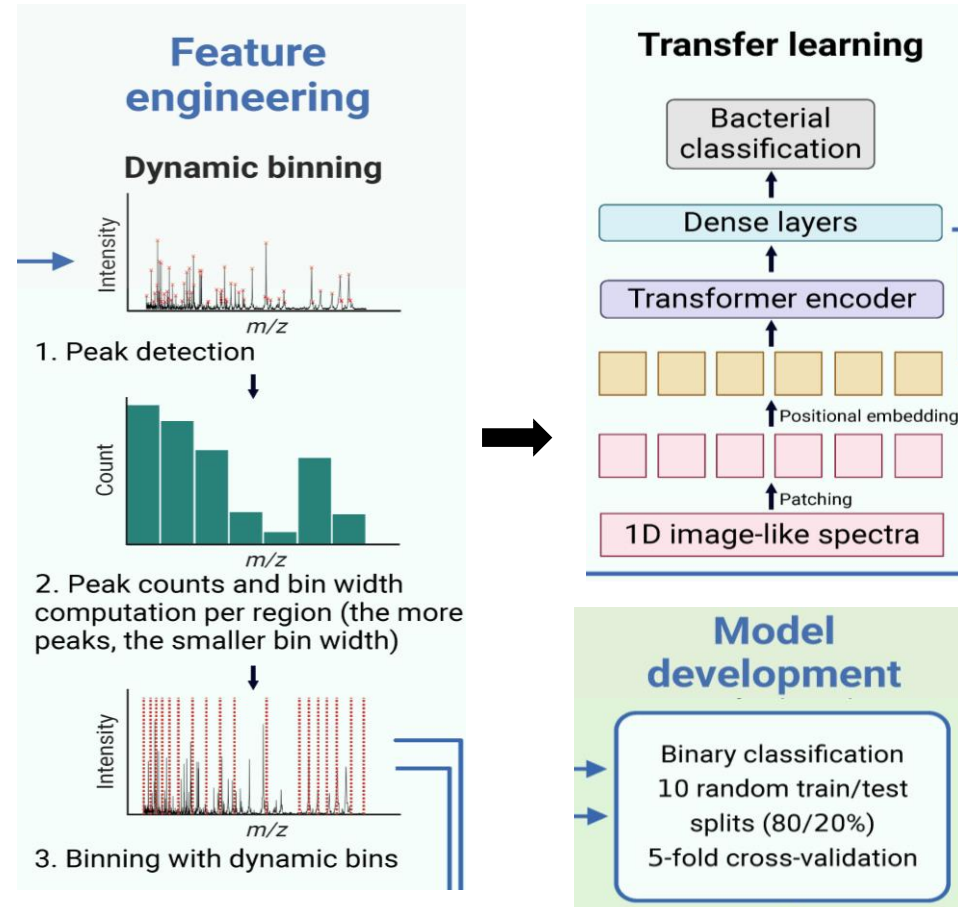 Feature
engineering
Dynamic binning
Intensity
m/z
1. Peak detection
Count
m/z
2. Peak counts and bin width
computation per region (the more
peaks, the smaller bin width)
Intensity
m/z
3. Binning with dynamic bins
Transfer learning
Bacterial
classification
Dense layers
Transformer encoder
Positional embedding
Patching
1D image-like spectra
Model
development
Binary classification
10 random train/test
splits (80/20%)
5-fold cross-validation